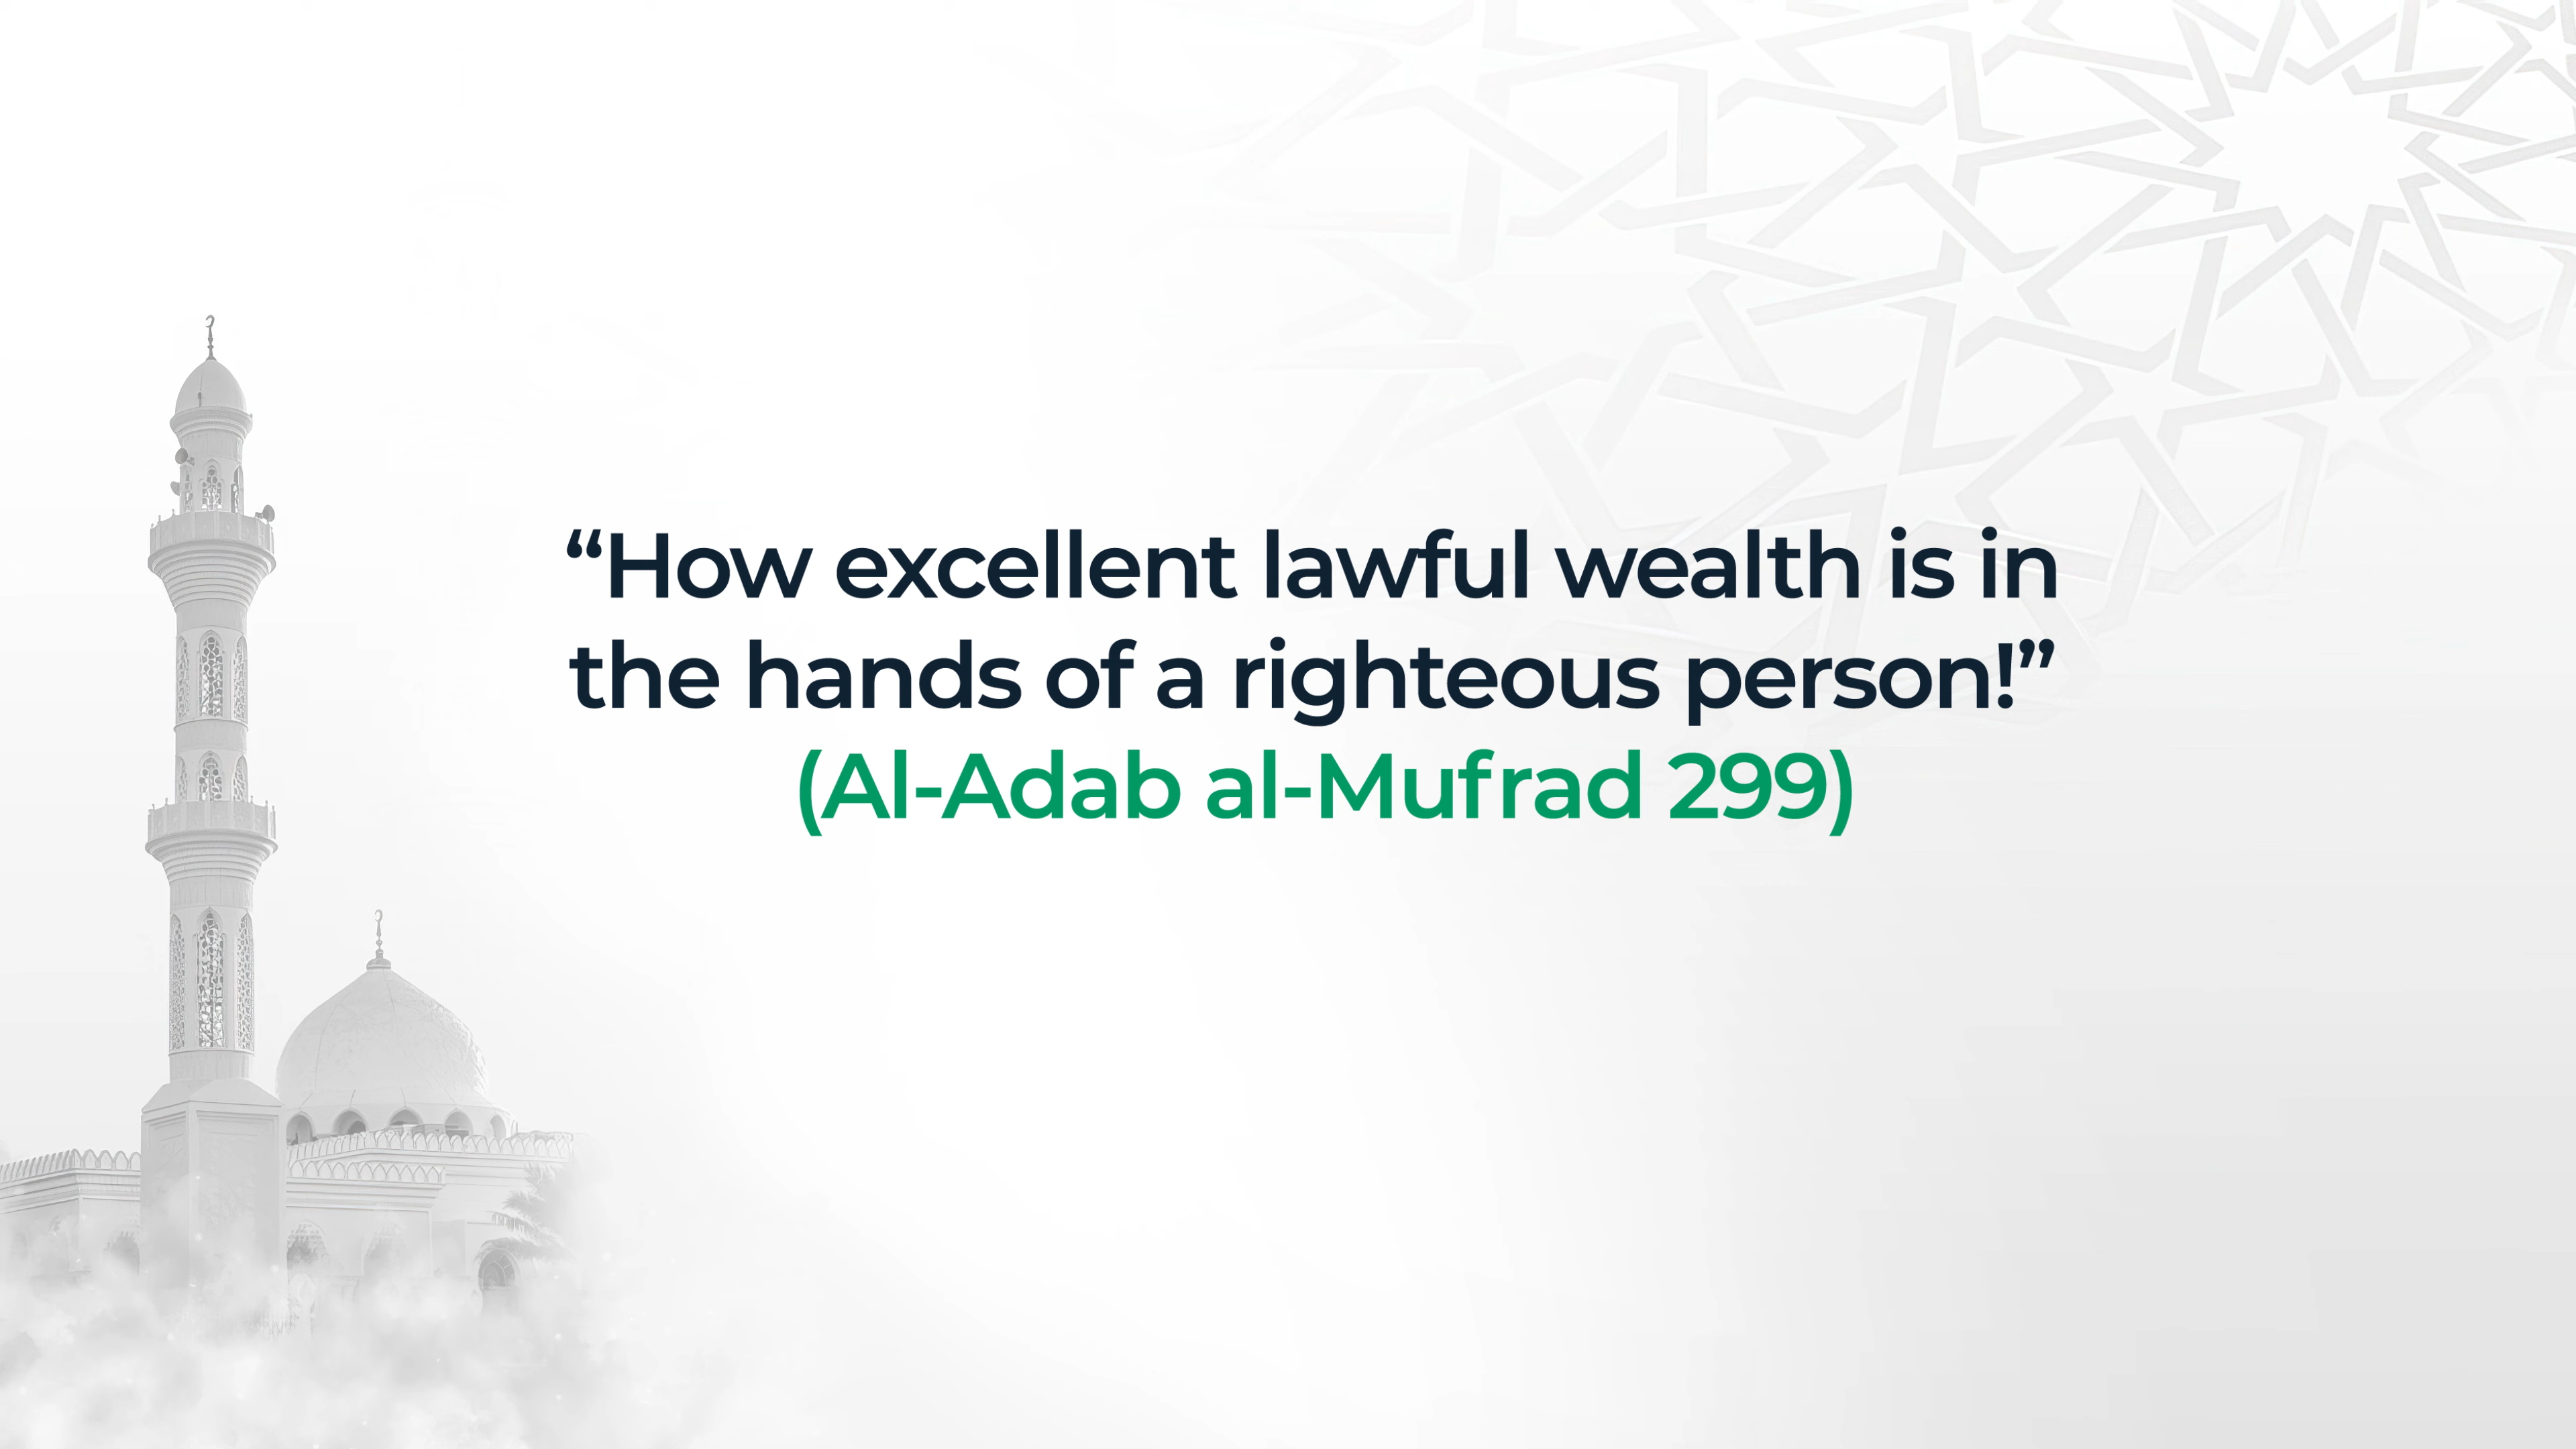 “How excellent lawful wealth is in
the hands of a righteous person!”
(Al-Adab al-Mufrad 299)